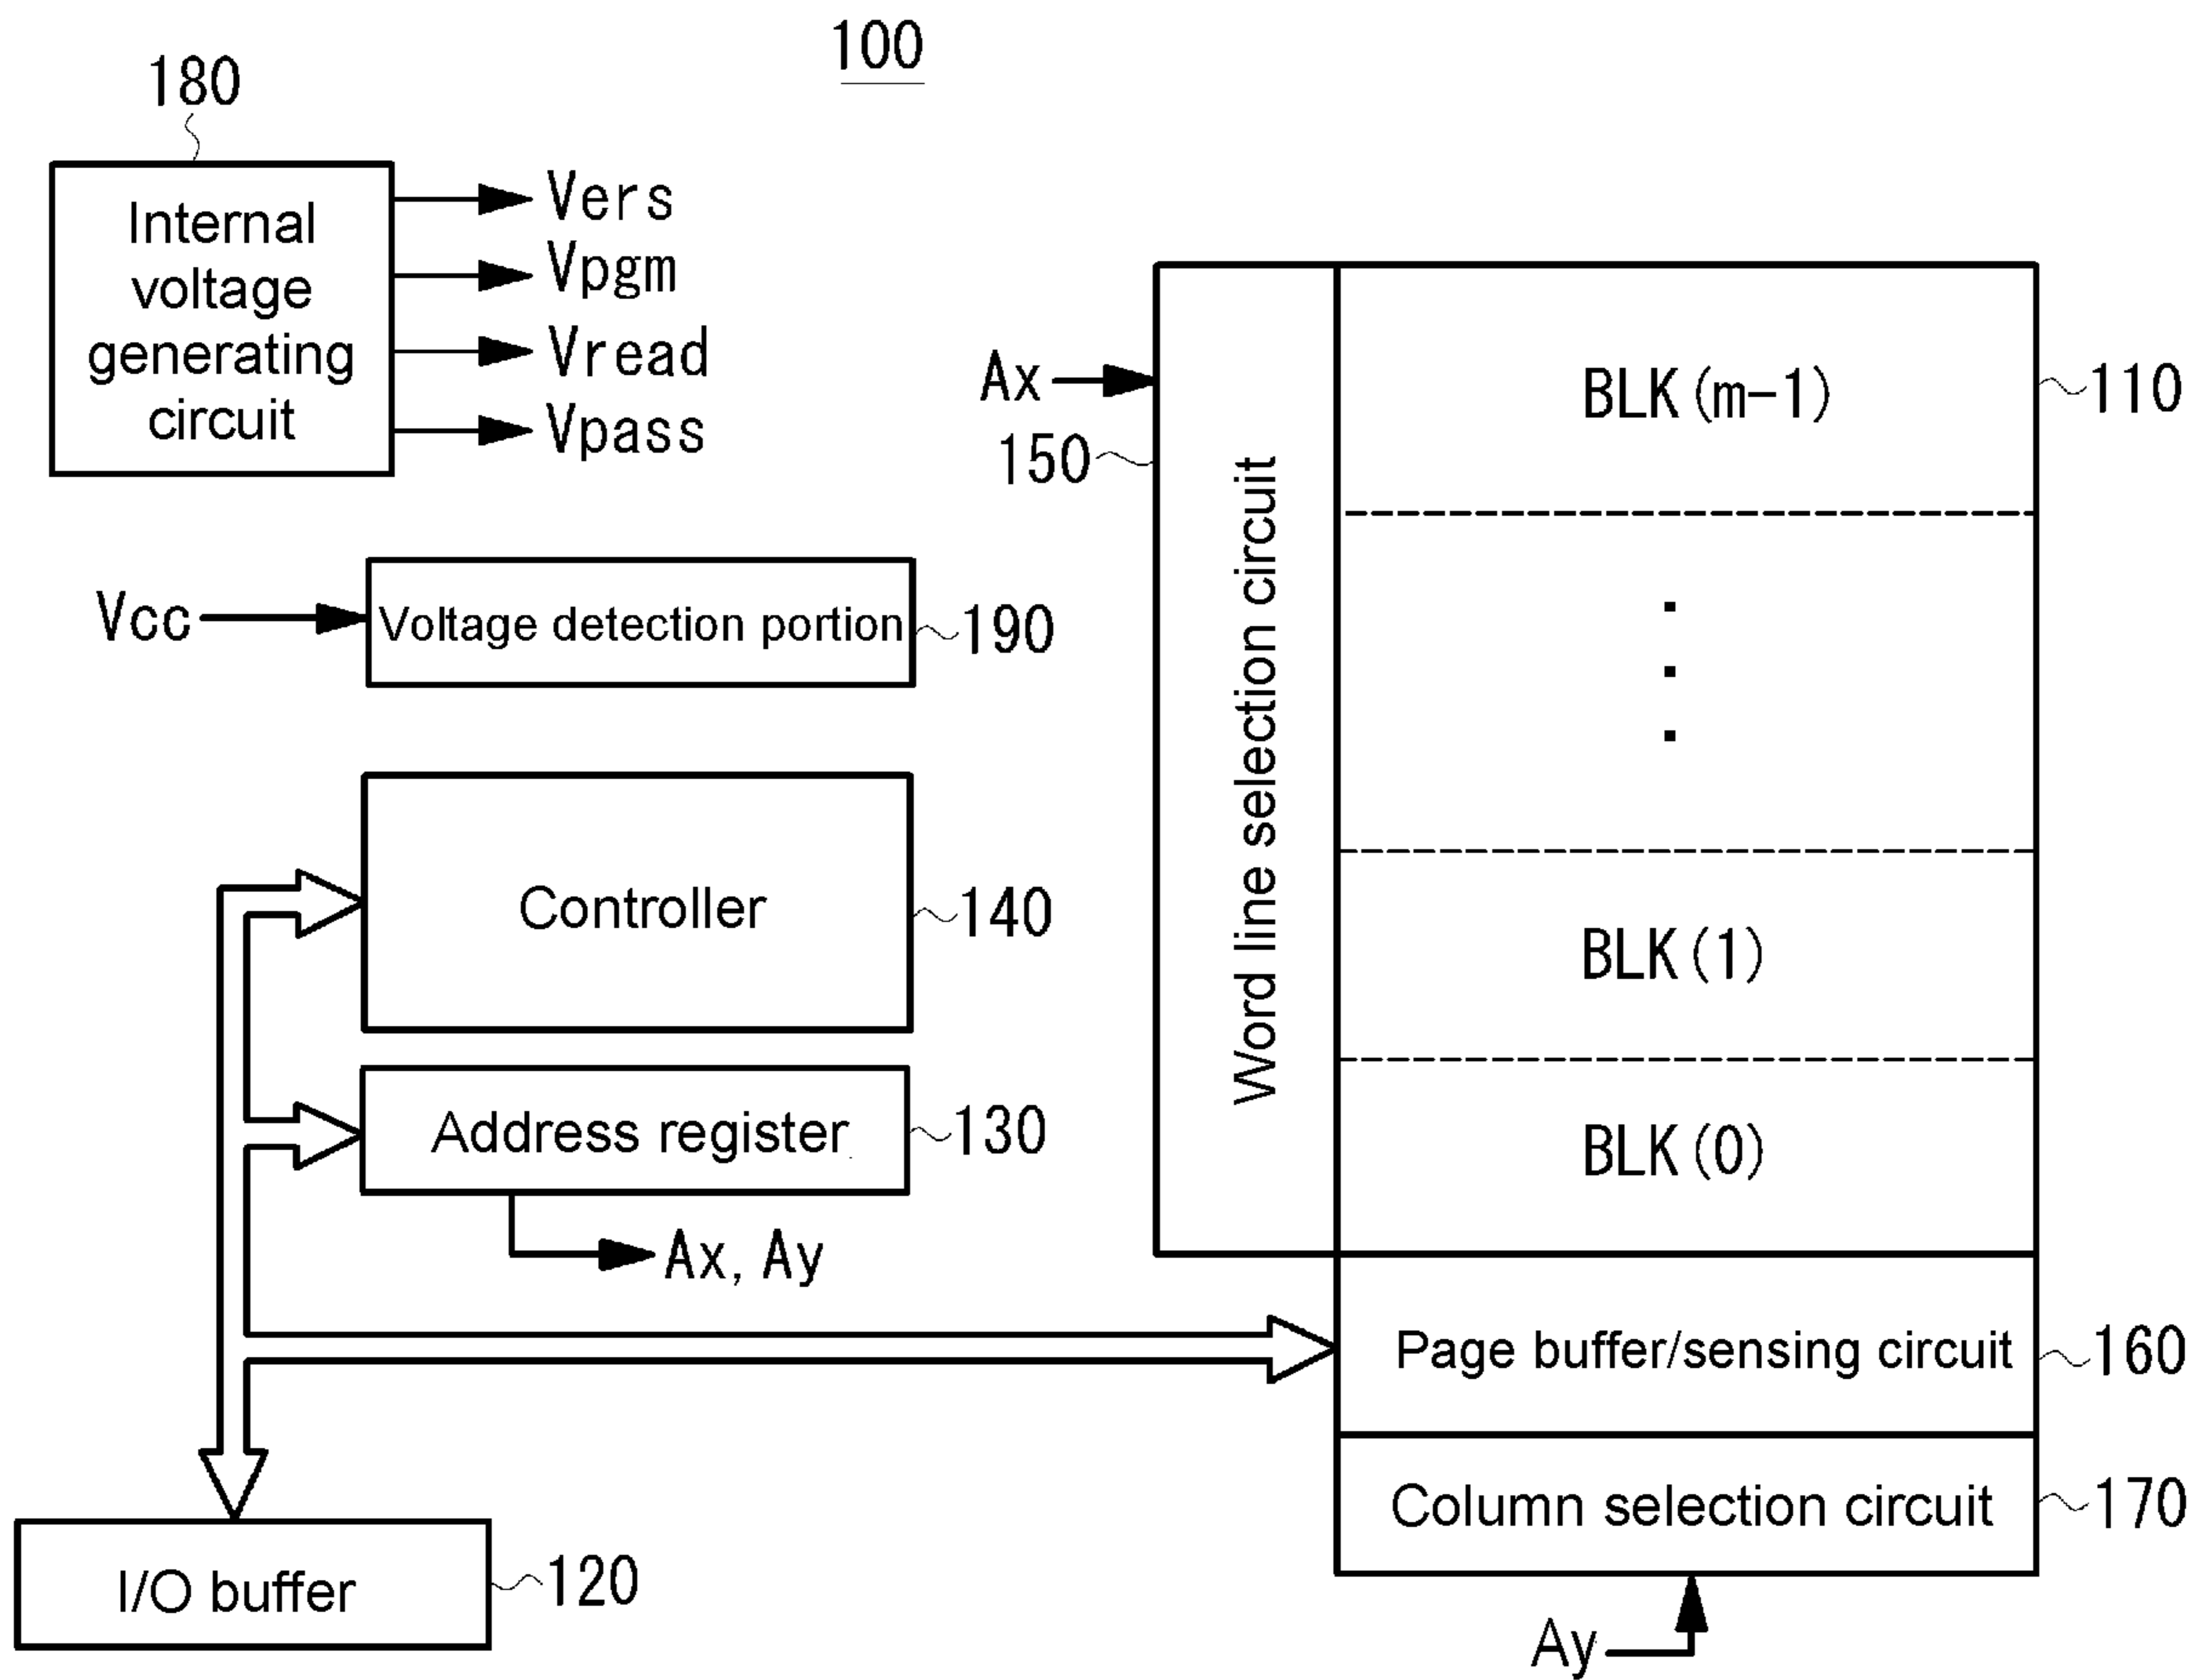 100
180
Internal
voltage
generating
circuit
Vers
Vpgm
Vread
Vpass
Vcc
Voltage detection portion
190
Controller
140
Address register
130
Ax, Ay
I/O buffer
120
Ax
150
Word line selection circuit
BLK(m-1)
110
BLK(1)
BLK(0)
Page buffer/sensing circuit
160
Column selection circuit
170
Ay